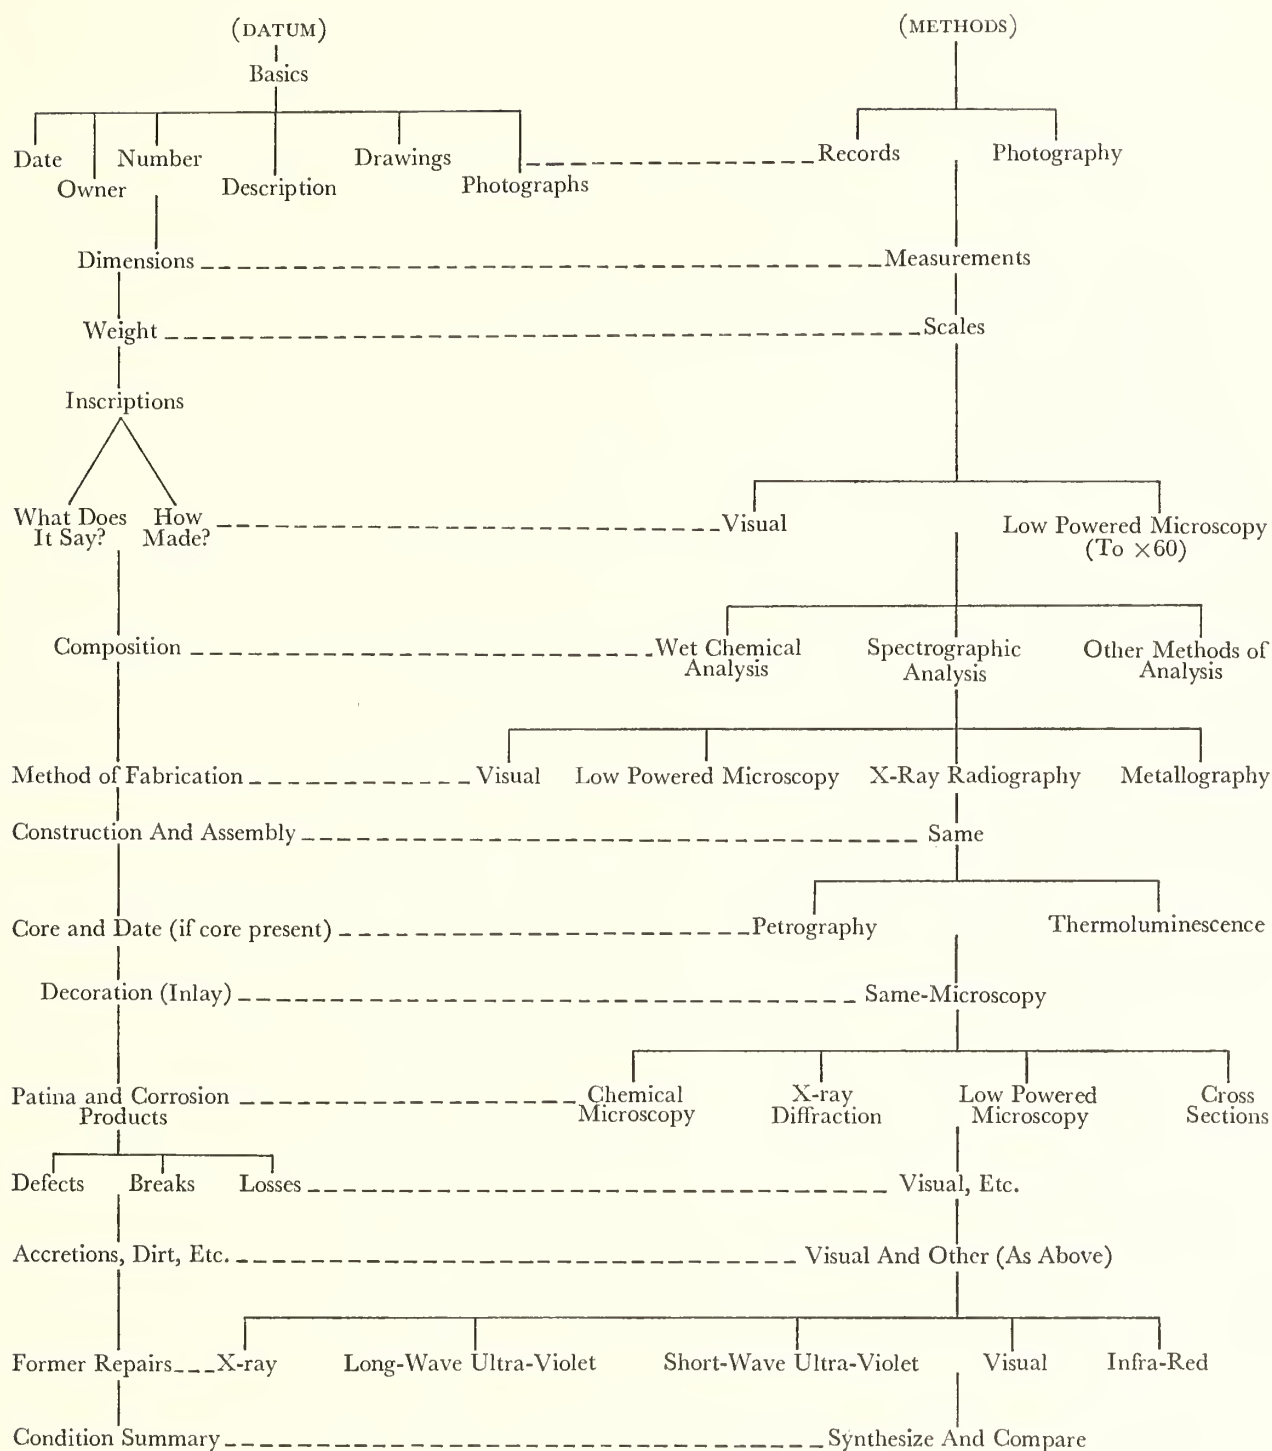 (DATUM)
(METHODS)
Basics
Date
Number
Drawings
Records
Photography
Owner
Description
Photographs
Dimensions
Measurements
Weight
Scales
Inscriptions
What Does
It Say?
How
Made?
Visual
Low Powered Microscopy
(To ×60)
Composition
Wet Chemical
Analysis
Spectrographic
Analysis
Other Methods of
Analysis
Method of Fabrication
Visual
Low Powered Microscopy
X-Ray Radiography
Metallography
Construction And Assembly
Same
Core and Date (if core present)
Petrography
Thermoluminescence
Decoration (Inlay)
Same-Microscopy
Patina and Corrosion
Products
Chemical
Microscopy
X-ray
Diffraction
Low Powered
Microscopy
Cross
Sections
Defects
Breaks
Losses
Visual, Etc.
Accretions, Dirt, Etc.
Visual And Other (As Above)
Former Repairs
X-ray
Long-Wave Ultra-Violet
Short-Wave Ultra-Violet
Visual
Infra-Red
Condition Summary
Synthesize And Compare